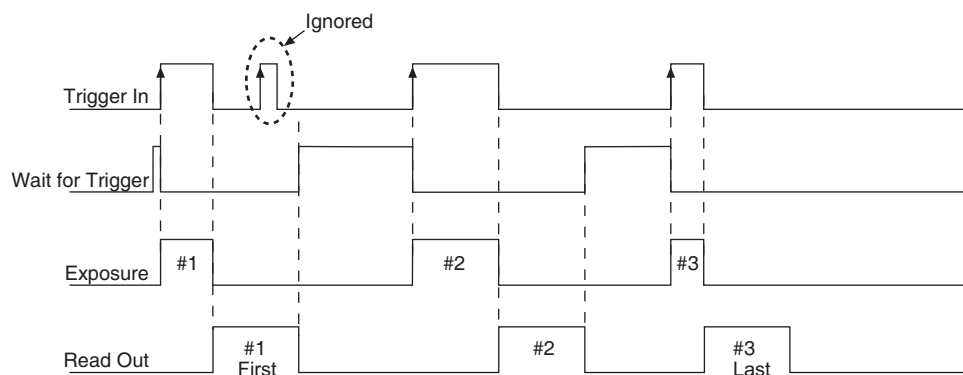 Ignored
Trigger In
Wait for Trigger
Exposure
#1
#2
#3
Read Out
#1
First
#2
#3
Last